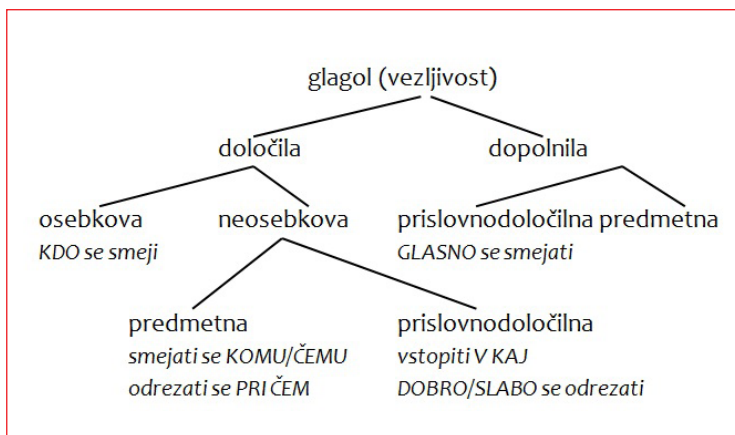 glagol (vezljivost)
določila dopolnila
osebkova neosebkova prislovnodoločilna predmetna
KDO se smeji GLASNO se smejati
predmetna prislovnodoločilna
smejati se KOMU/ČEMU vstopiti V KAJ
odrezati se PRI ČEM DOBRO/SLABO se odrezati